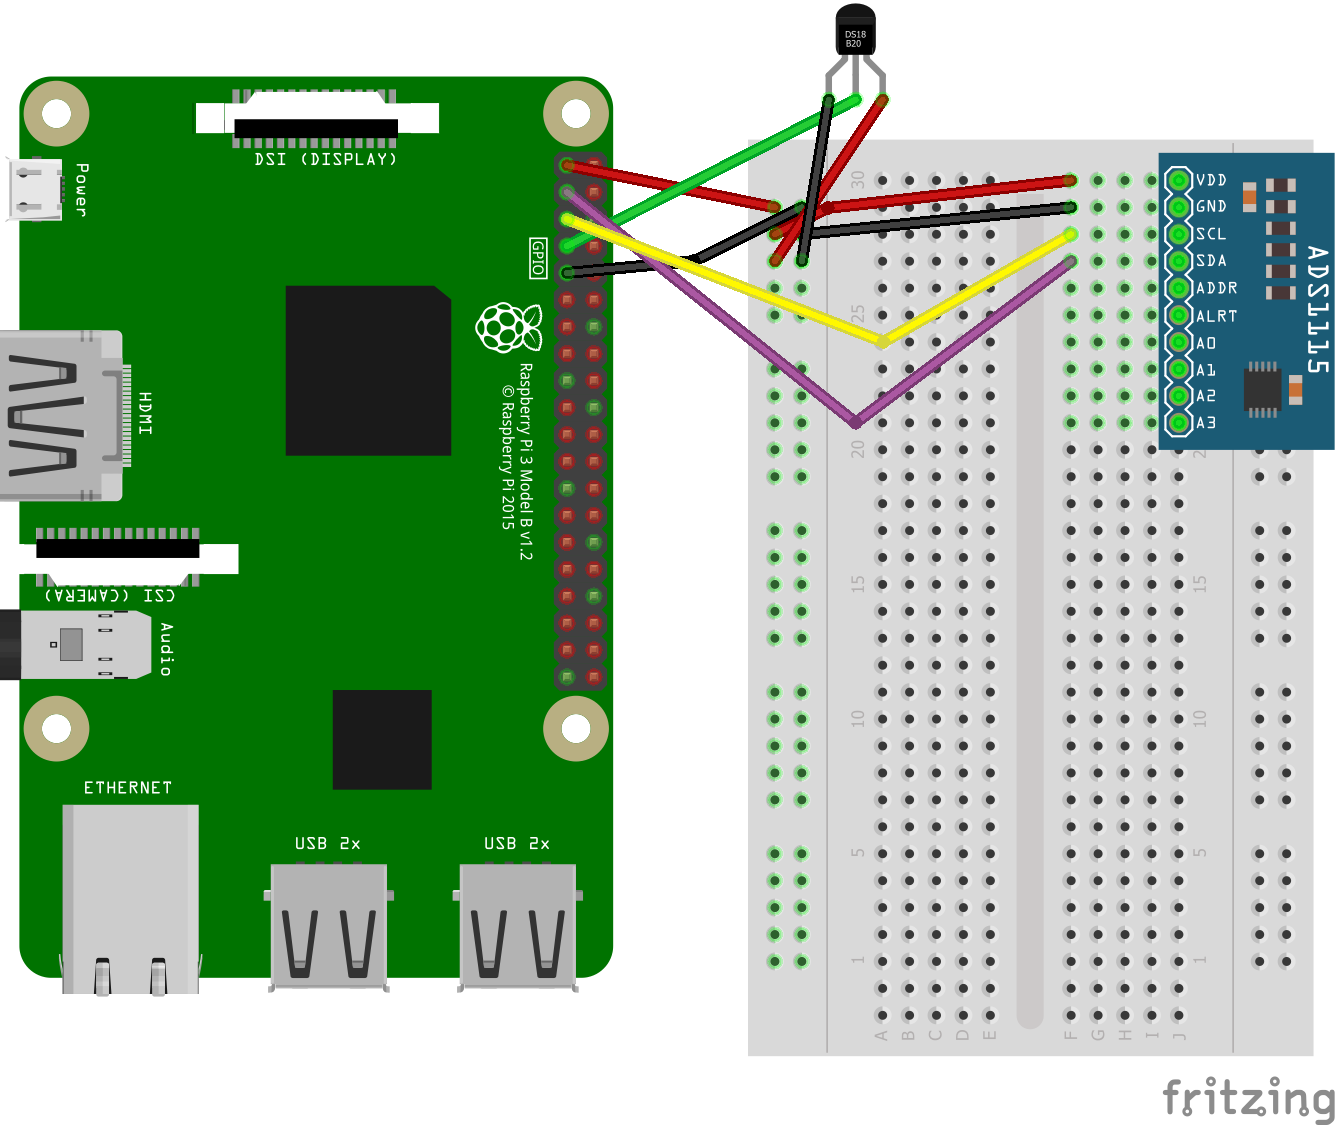 DS18
B20
DSI (DISPLAY)
Power
GPIO
HDMI
Raspberry Pi 3 Model B v1.2
© Raspberry Pi 2015
CSI (CAMERA)
Audio
ETHERNET
USB 2x
USB 2x
30
25
20
15
10
5
1
A B C D E
F G H I J
15
10
5
1
VDD
GND
SCL
SDA
ADDR
ALRT
A0
A1
A2
A3
ADS1115
fritzing